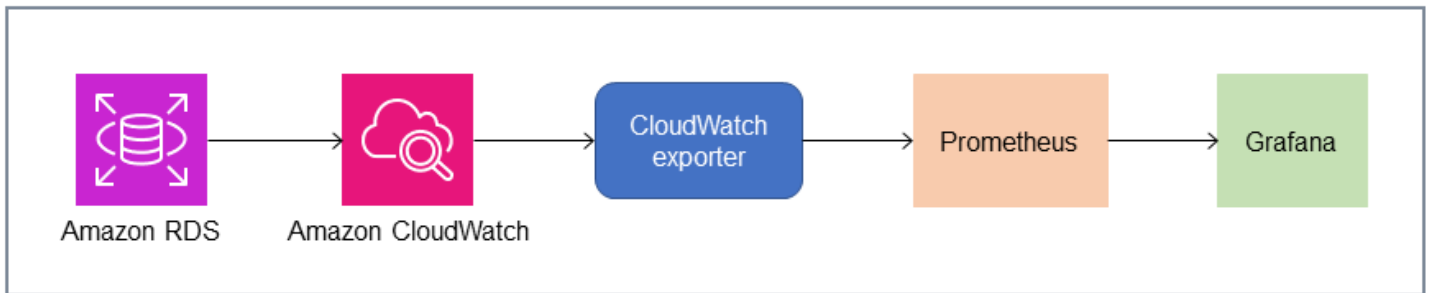 CloudWatch
exporter
Prometheus
Grafana
Amazon RDS
Amazon CloudWatch